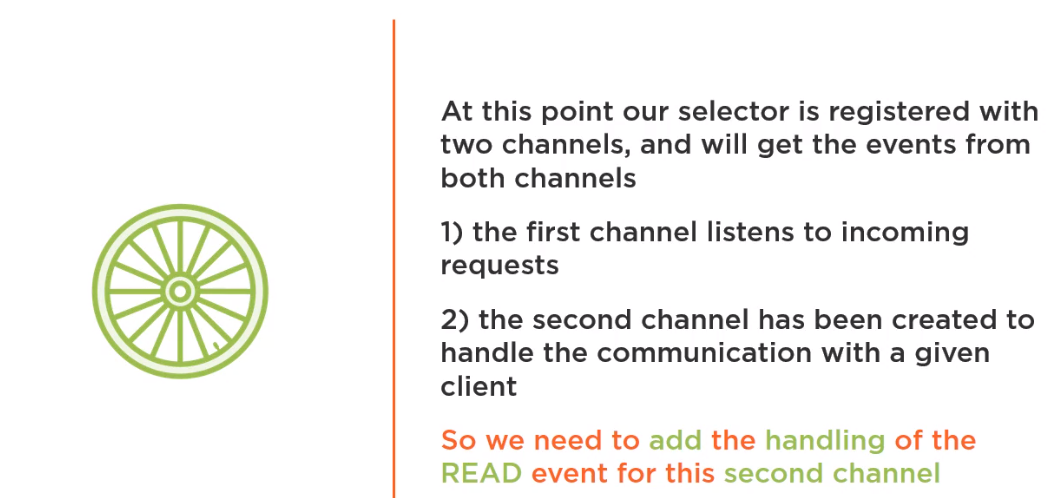 At this point our selector is registered with
two channels, and will get the events from
both channels
1) the first channel listens to incoming
requests
2) the second channel has been created to
handle the communication with a given
client
So we need to add the handling of the
READ event for this second channel